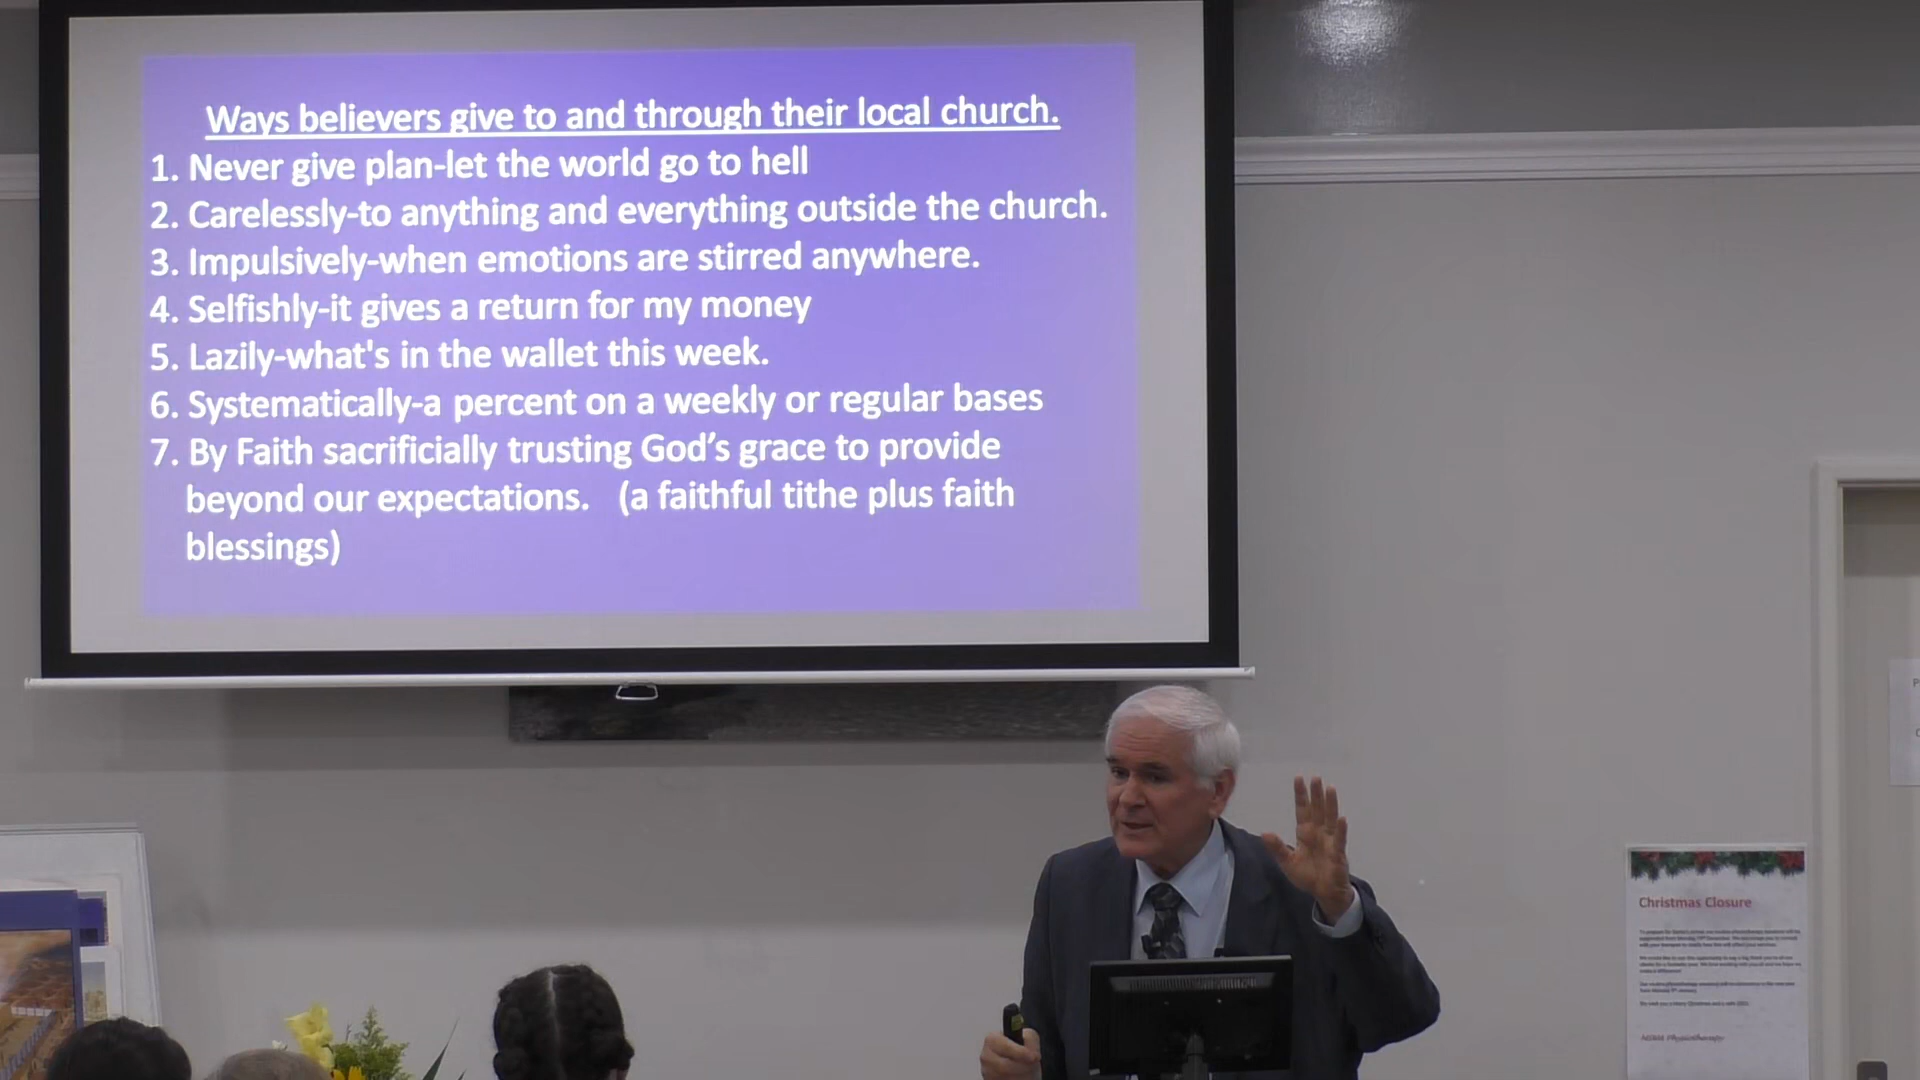 Ways believers give to and through their local church.
1. Never give plan-let the world go to hell
2. Carelessly-to anything and everything outside the church.
3. Impulsively-when emotions are stirred anywhere.
4. Selfishly-it gives a return for my money
5. Lazily-what's in the wallet this week.
6. Systematically-a percent on a weekly or regular bases
7. By Faith sacrificially trusting God’s grace to provide
beyond our expectations. (a faithful tithe plus faith
blessings)
Christmas Closure
Physiotherapy